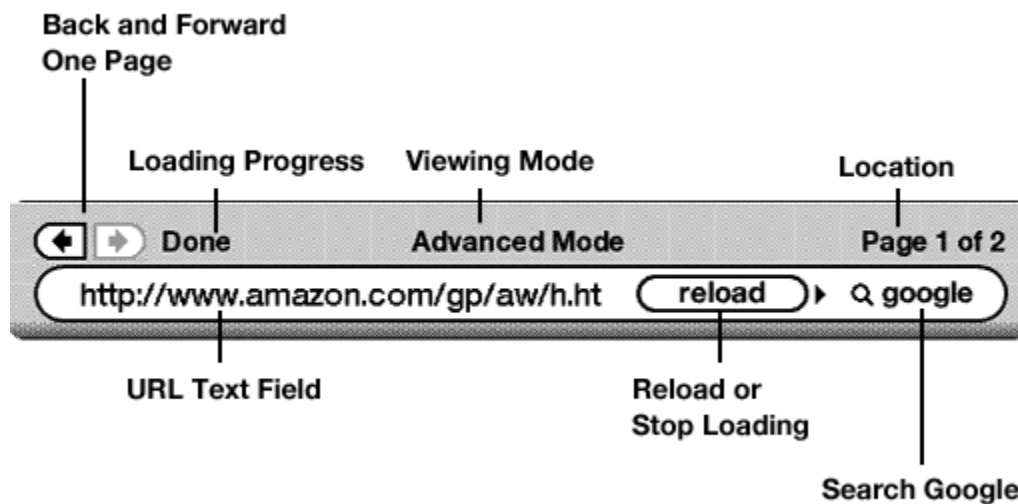 Back and Forward
One Page
Loading Progress
Viewing Mode
Location
Done
Advanced Mode
Page 1 of 2
http://www.amazon.com/gp/aw/h.ht
reload
google
URL Text Field
Reload or
Stop Loading
Search Google